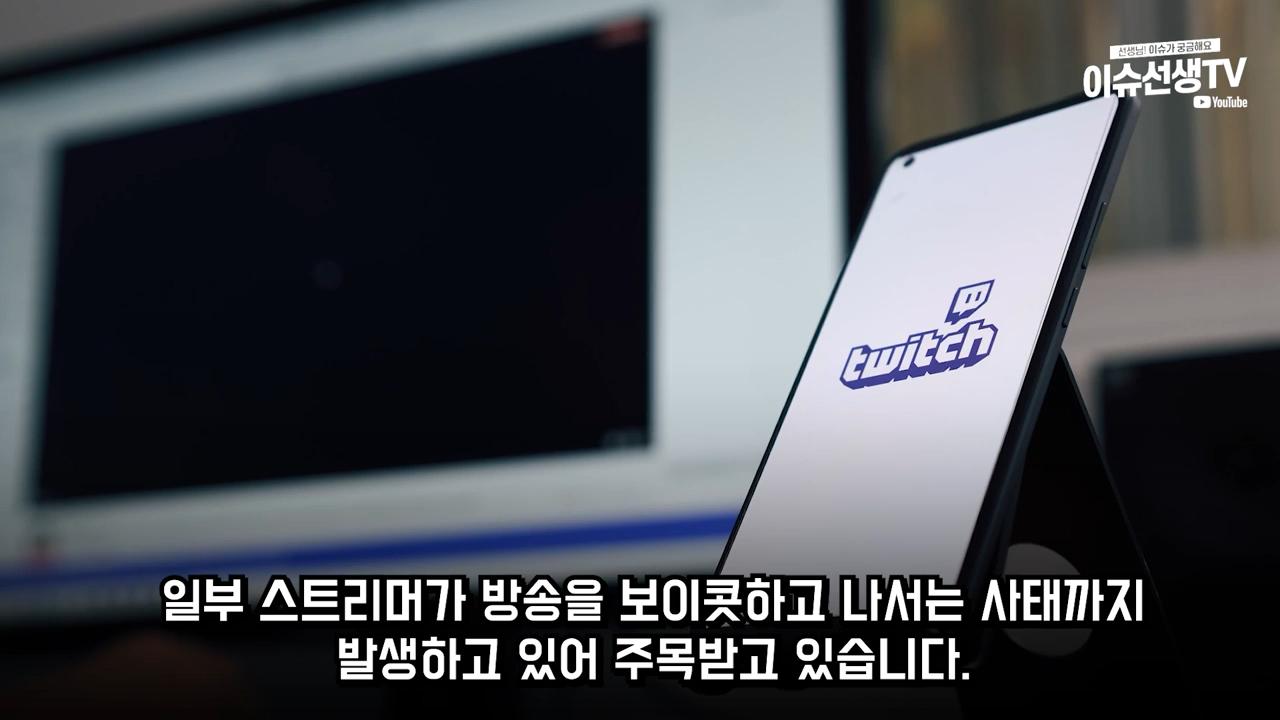 선생님! 이슈가 궁금해요
이슈선생TV
YouTube
twitch
일부 스트리머가 방송을 보이콧하고 나서는 사태까지
발생하고 있어 주목받고 있습니다.